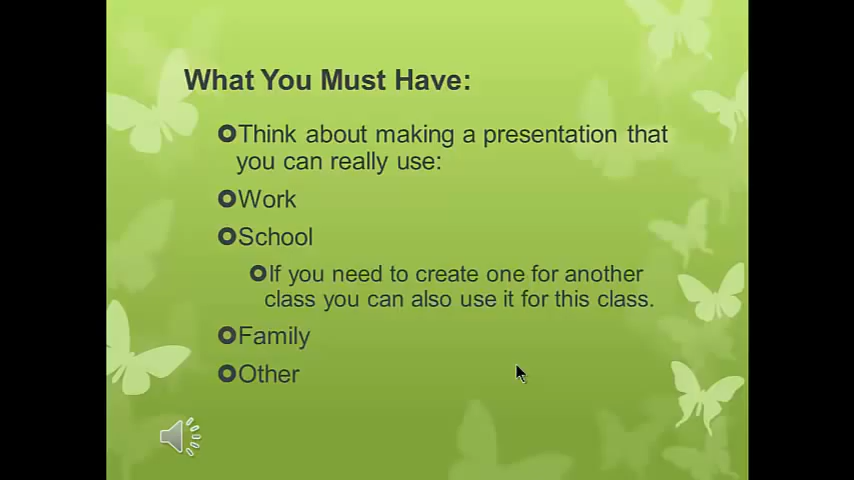 What You Must Have:
Think about making a presentation that
you can really use:
Work
School
If you need to create one for another
class you can also use it for this class.
Family
Other